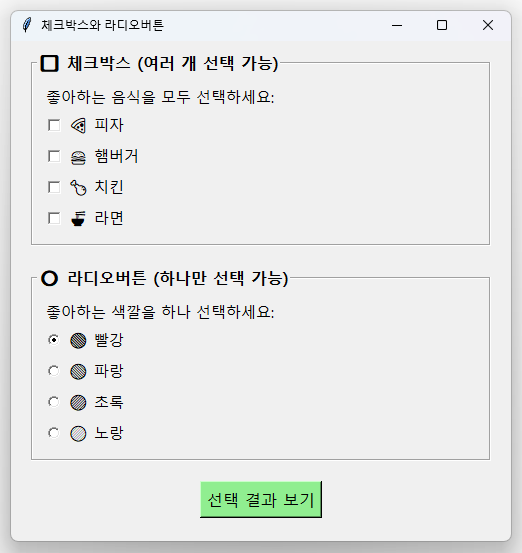 체크박스와 라디오버튼
체크박스 (여러 개 선택 가능)
좋아하는 음식을 모두 선택하세요:
피자
햄버거
치킨
라면
라디오버튼 (하나만 선택 가능)
좋아하는 색깔을 하나 선택하세요:
빨강
파랑
초록
노랑
선택 결과 보기